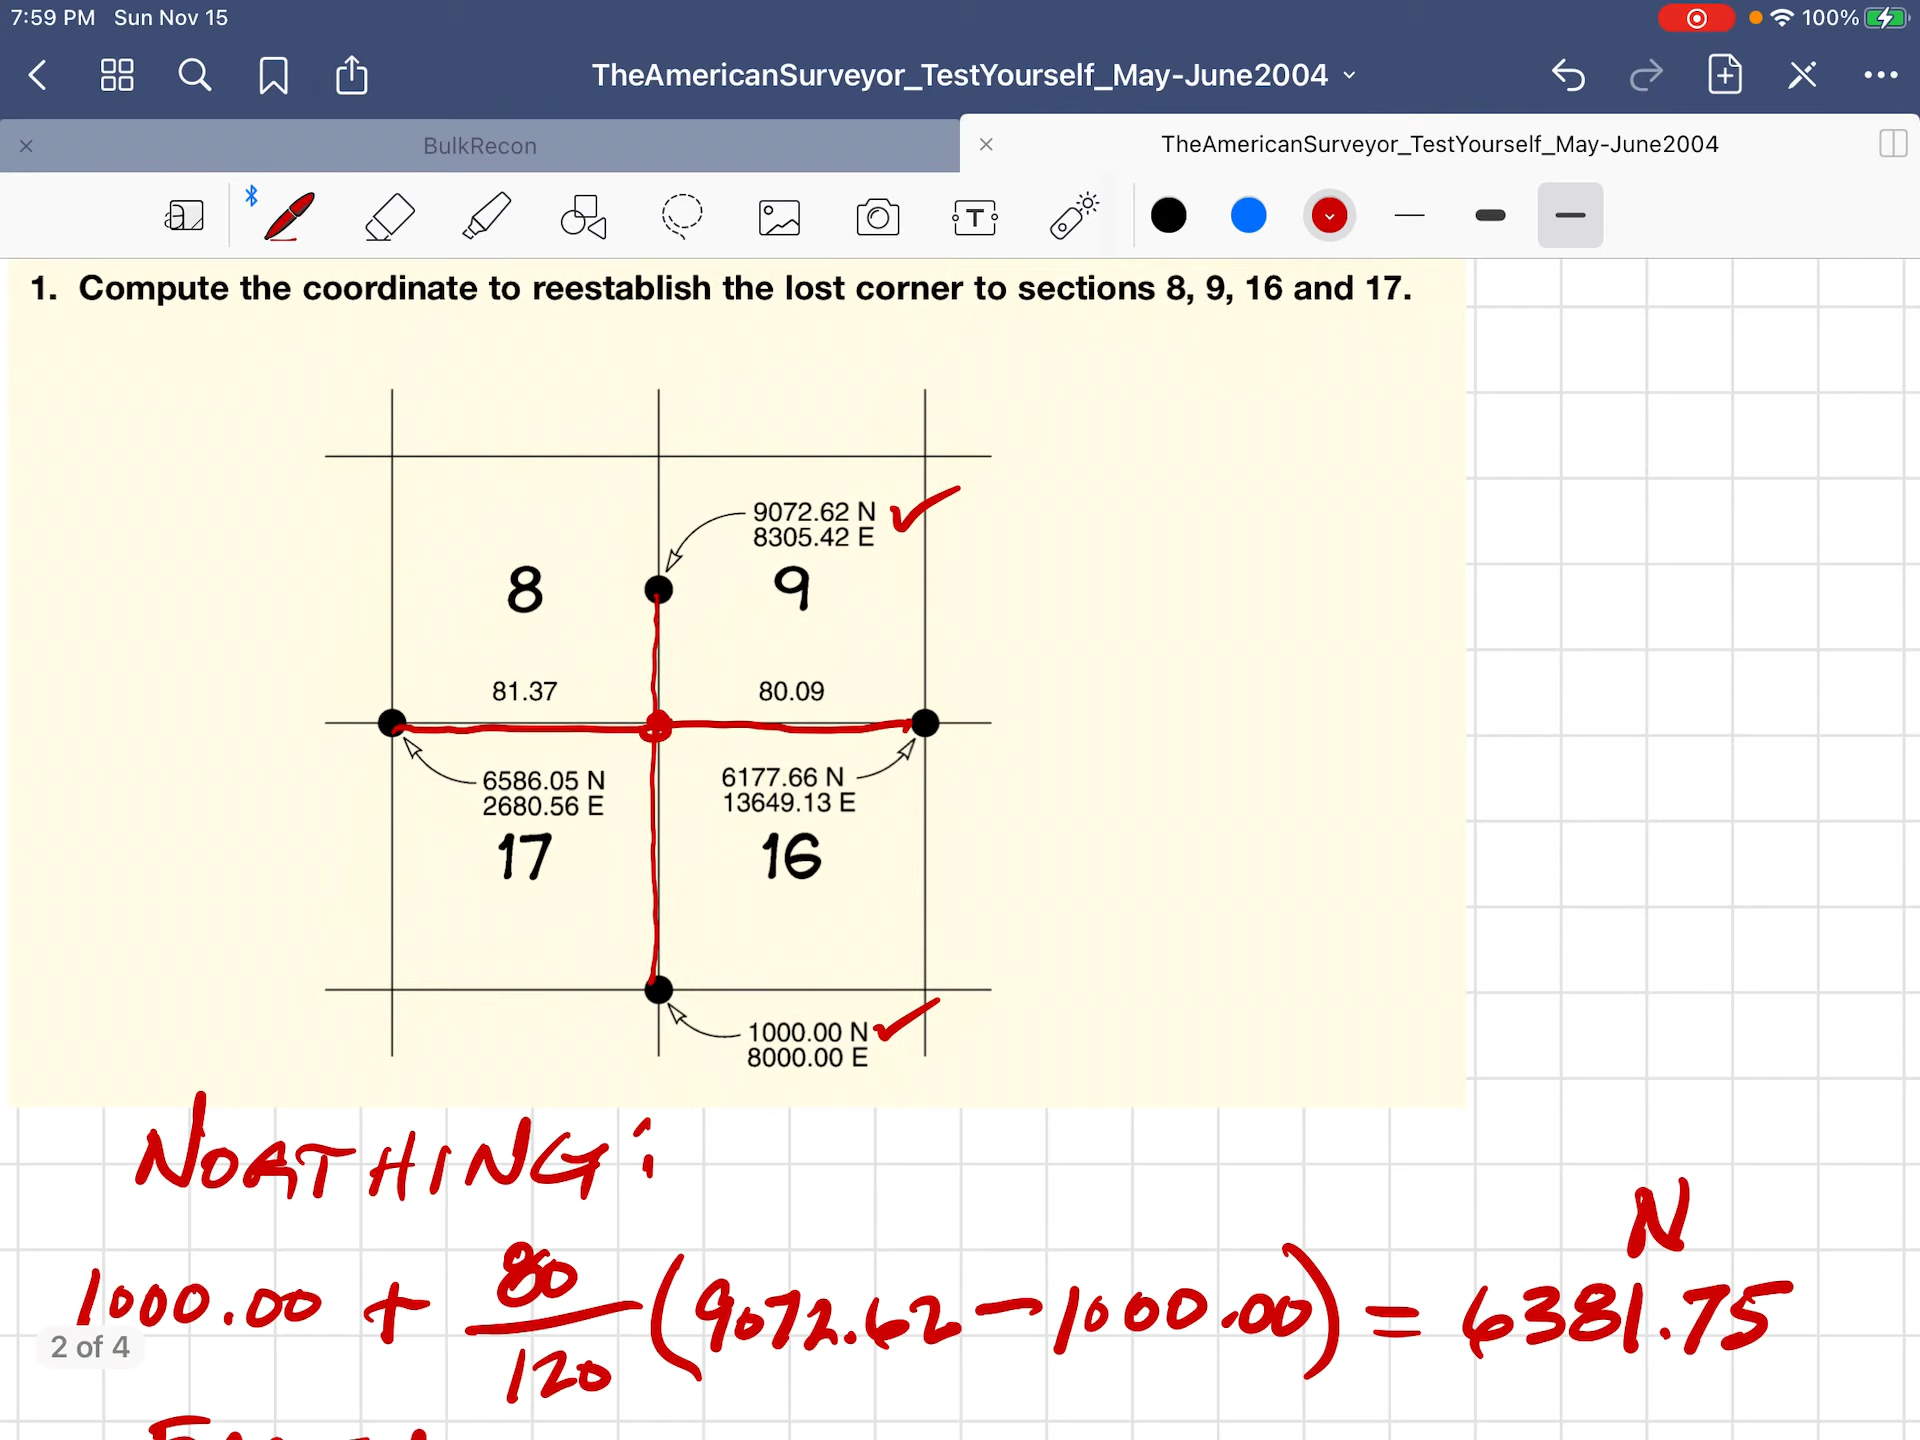 7:59 PM Sun Nov 15
100%
TheAmericanSurveyor_TestYourself_May-June2004
BulkRecon
TheAmericanSurveyor_TestYourself_May-June2004
1. Compute the coordinate to reestablish the lost corner to sections 8, 9, 16 and 17.
9072.62 N
8305.42 E
8
9
81.37
80.09
6586.05 N
2680.56 E
6177.66 N
13649.13 E
17
16
1000.00 N
8000.00 E
NORTHING:
N
1000.00 + 80/120 (9072.62 - 1000.00) = 6381.75
2 of 4